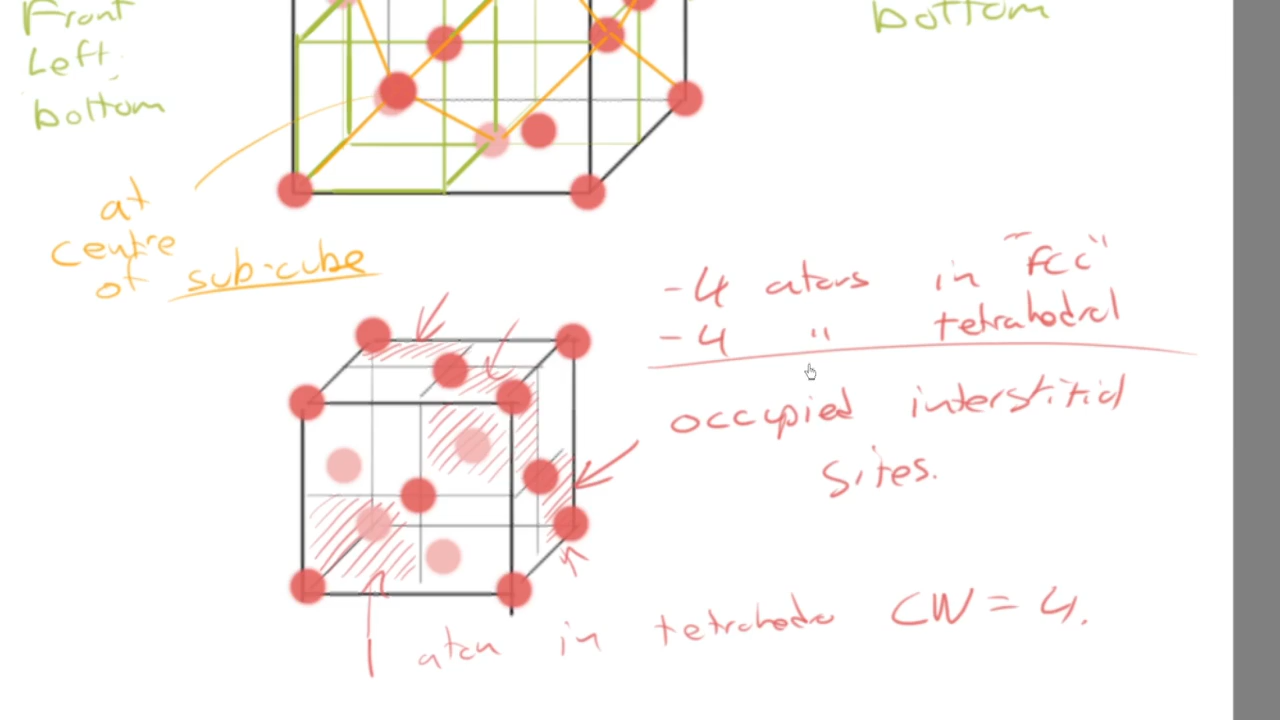 Front
Left
bottom
bottom
at
centre
of sub-cube
- 4 atoms in "FCC"
- 4 " tetrahedral
occupied interstitial
sites.
atom in tetrahedra CN = 4.